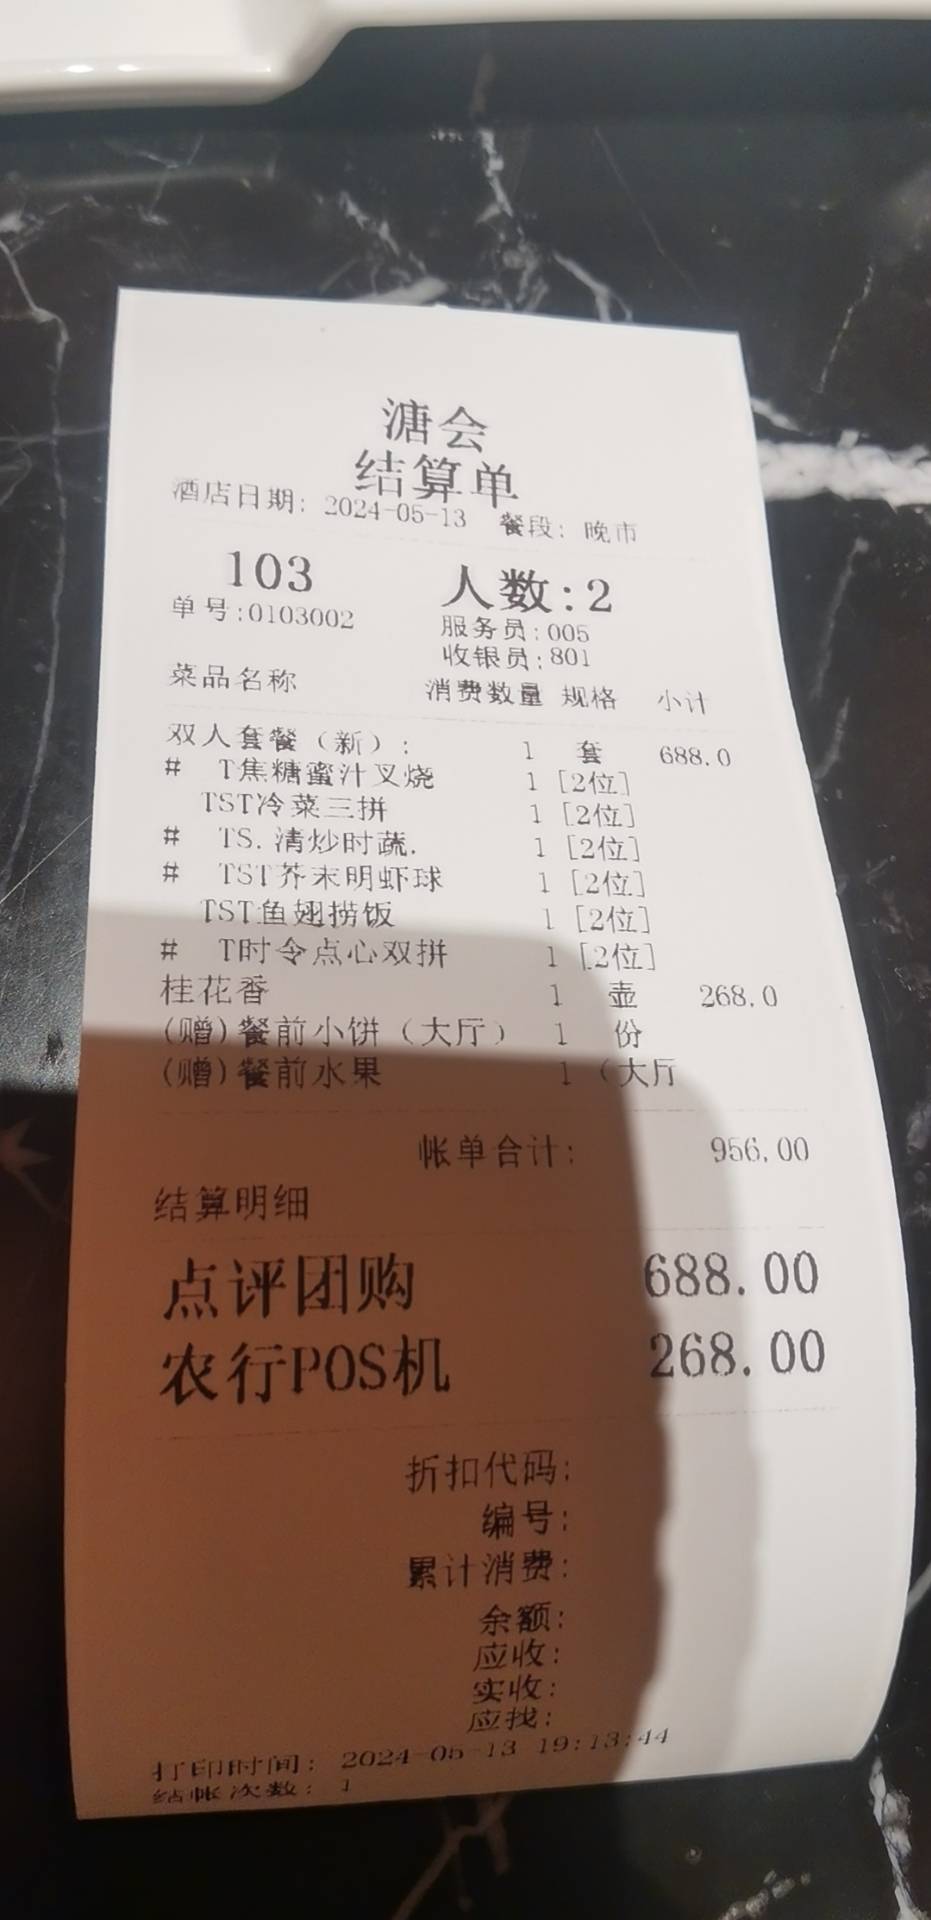 溏会
结算单
酒店日期: 2024-05-13 餐段: 晚市
103 人数:2
单号:0103002 服务员:005
收银员:801
菜品名称 消费数量 规格 小计
双人套餐（新）: 1 套 688.0
# T焦糖蜜汁叉烧 1 [2位]
TST冷菜三拼 1 [2位]
# TS.清炒时蔬. 1 [2位]
# TST芥末明虾球 1 [2位]
TST鱼翅捞饭 1 [2位]
# T时令点心双拼 1 [2位]
桂花香 1 壶 268.0
(赠)餐前小饼（大厅） 1 份
(赠)餐前水果 1 （大厅
帐单合计: 956.00
结算明细
点评团购 688.00
农行POS机 268.00
折扣代码:
编号:
累计消费:
余额:
应收:
实收:
应找:
打印时间: 2024-05-13 19:13:44
结帐次数: 1